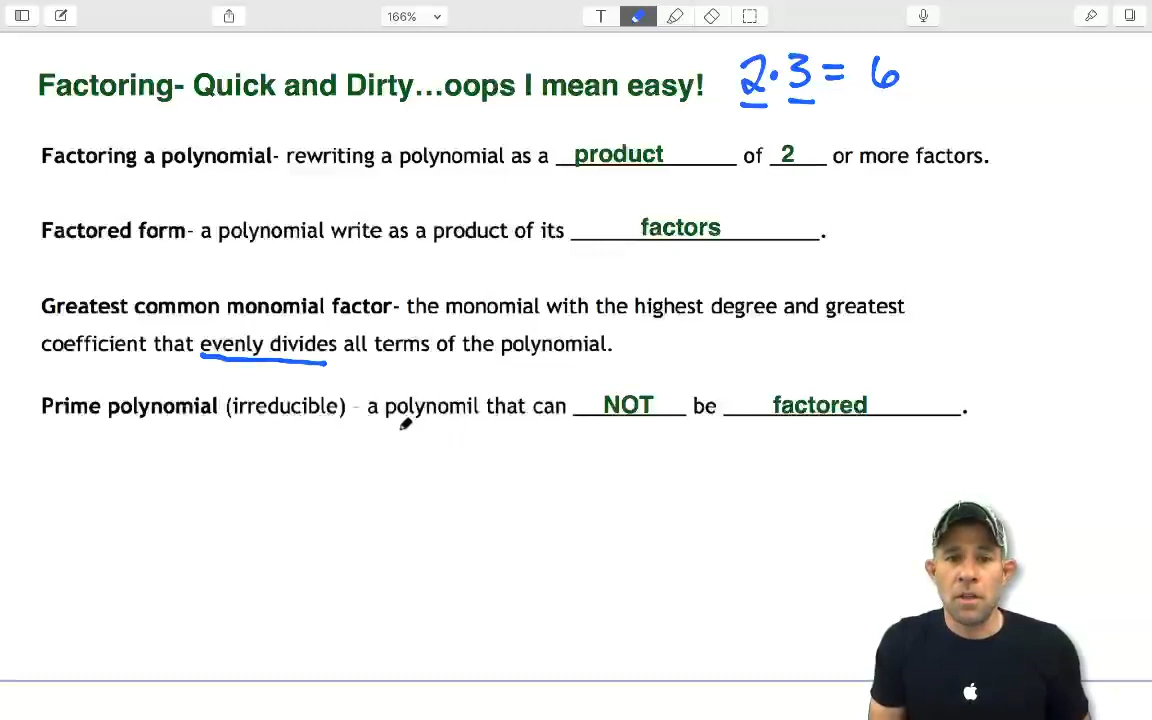 166%
T
Factoring- Quick and Dirty...oops I mean easy! 2·3 = 6
Factoring a polynomial- rewriting a polynomial as a product of 2 or more factors.
Factored form- a polynomial write as a product of its factors.
Greatest common monomial factor- the monomial with the highest degree and greatest
coefficient that evenly divides all terms of the polynomial.
Prime polynomial (irreducible) - a polynomil that can NOT be factored.